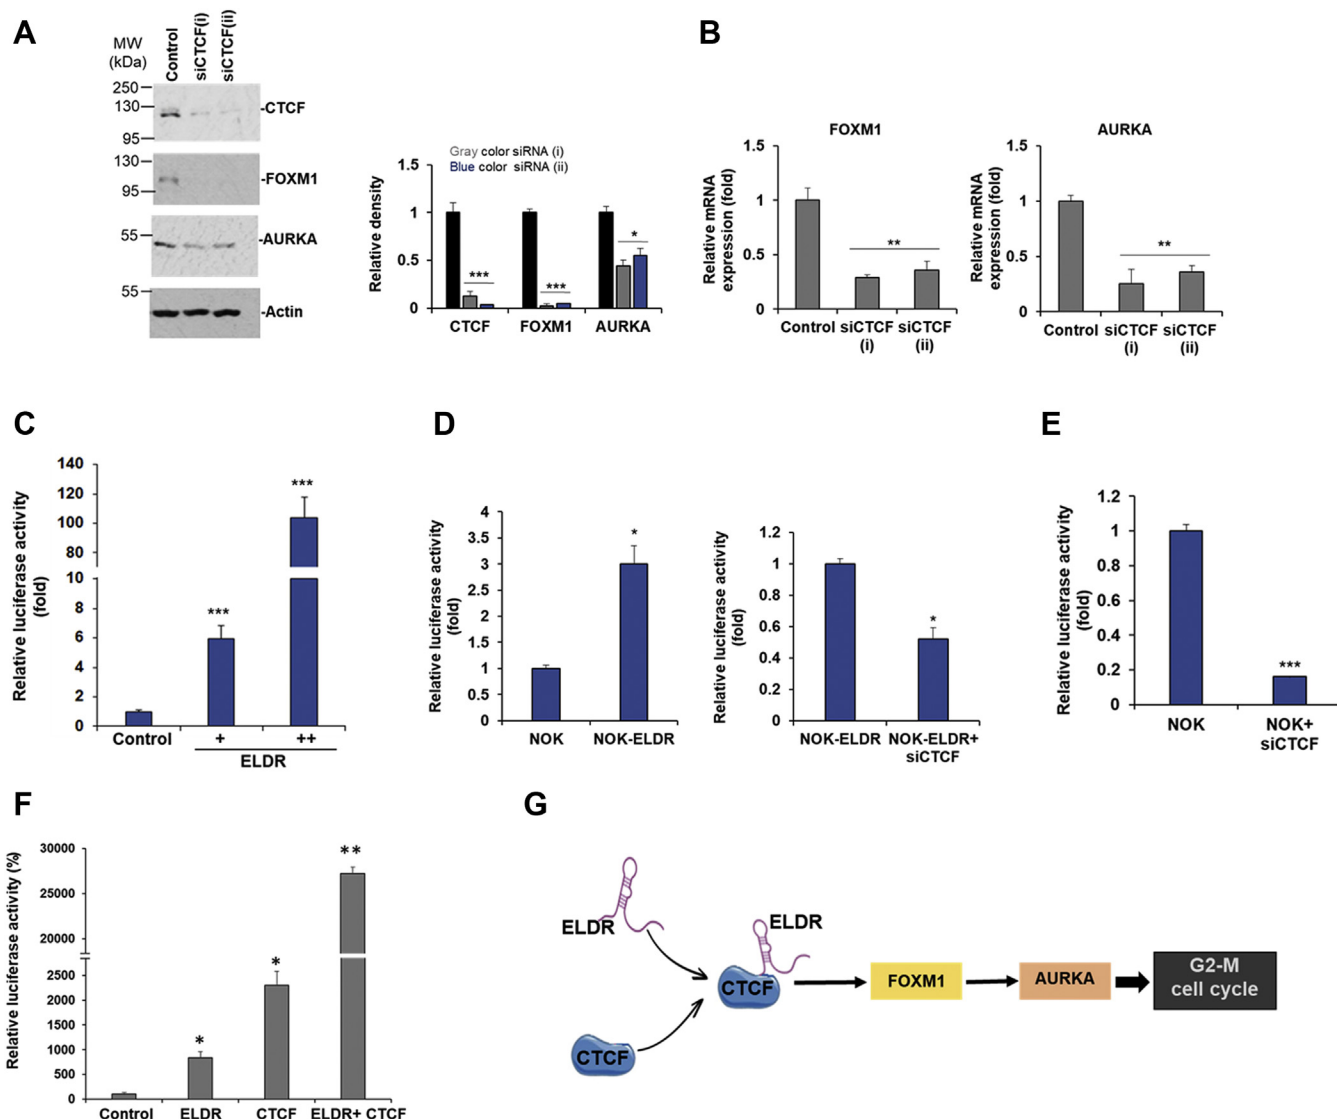 A
MW
(kDa)
Control
siCTCF(i)
siCTCF(ii)
250
130
95
-CTCF
130
95
-FOXM1
55
-AURKA
55
-Actin
Gray color siRNA (i)
Blue color siRNA (ii)
Relative density
1.5
1
0.5
0
***
***
*
CTCF FOXM1 AURKA
B
FOXM1
Relative mRNA
expression (fold)
1.5
1
0.5
0
**
Control siCTCF siCTCF
(i) (ii)
AURKA
Relative mRNA
expression (fold)
1.5
1
0.5
0
**
Control siCTCF siCTCF
(i) (ii)
C
Relative luciferase activity
(fold)
140
120
100
80
60
40
10
8
6
4
2
0
***
***
Control + ++
ELDR
D
Relative luciferase activity
(fold)
4
3.5
3
2.5
2
1.5
1
0.5
0
*
NOK NOK-ELDR
Relative luciferase activity
(fold)
1.2
1
0.8
0.6
0.4
0.2
0
*
NOK-ELDR NOK-ELDR+
siCTCF
E
Relative luciferase activity
(fold)
1.2
1
0.8
0.6
0.4
0.2
0
***
NOK NOK+
siCTCF
F
Relative luciferase activity (%)
30000
25000
20000
2500
2000
1500
1000
500
0
*
*
**
Control ELDR CTCF ELDR+ CTCF
G
ELDR
CTCF
ELDR
CTCF
FOXM1
AURKA
G2-M
cell cycle